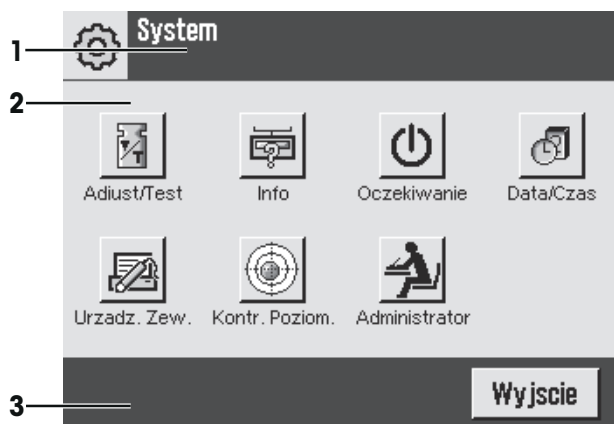 System
1
2
Adiust/Test Info Oczekiwanie Data/Czas
Urzadz. Zew. Kontr. Poziom. Administrator
Wyjscie
3